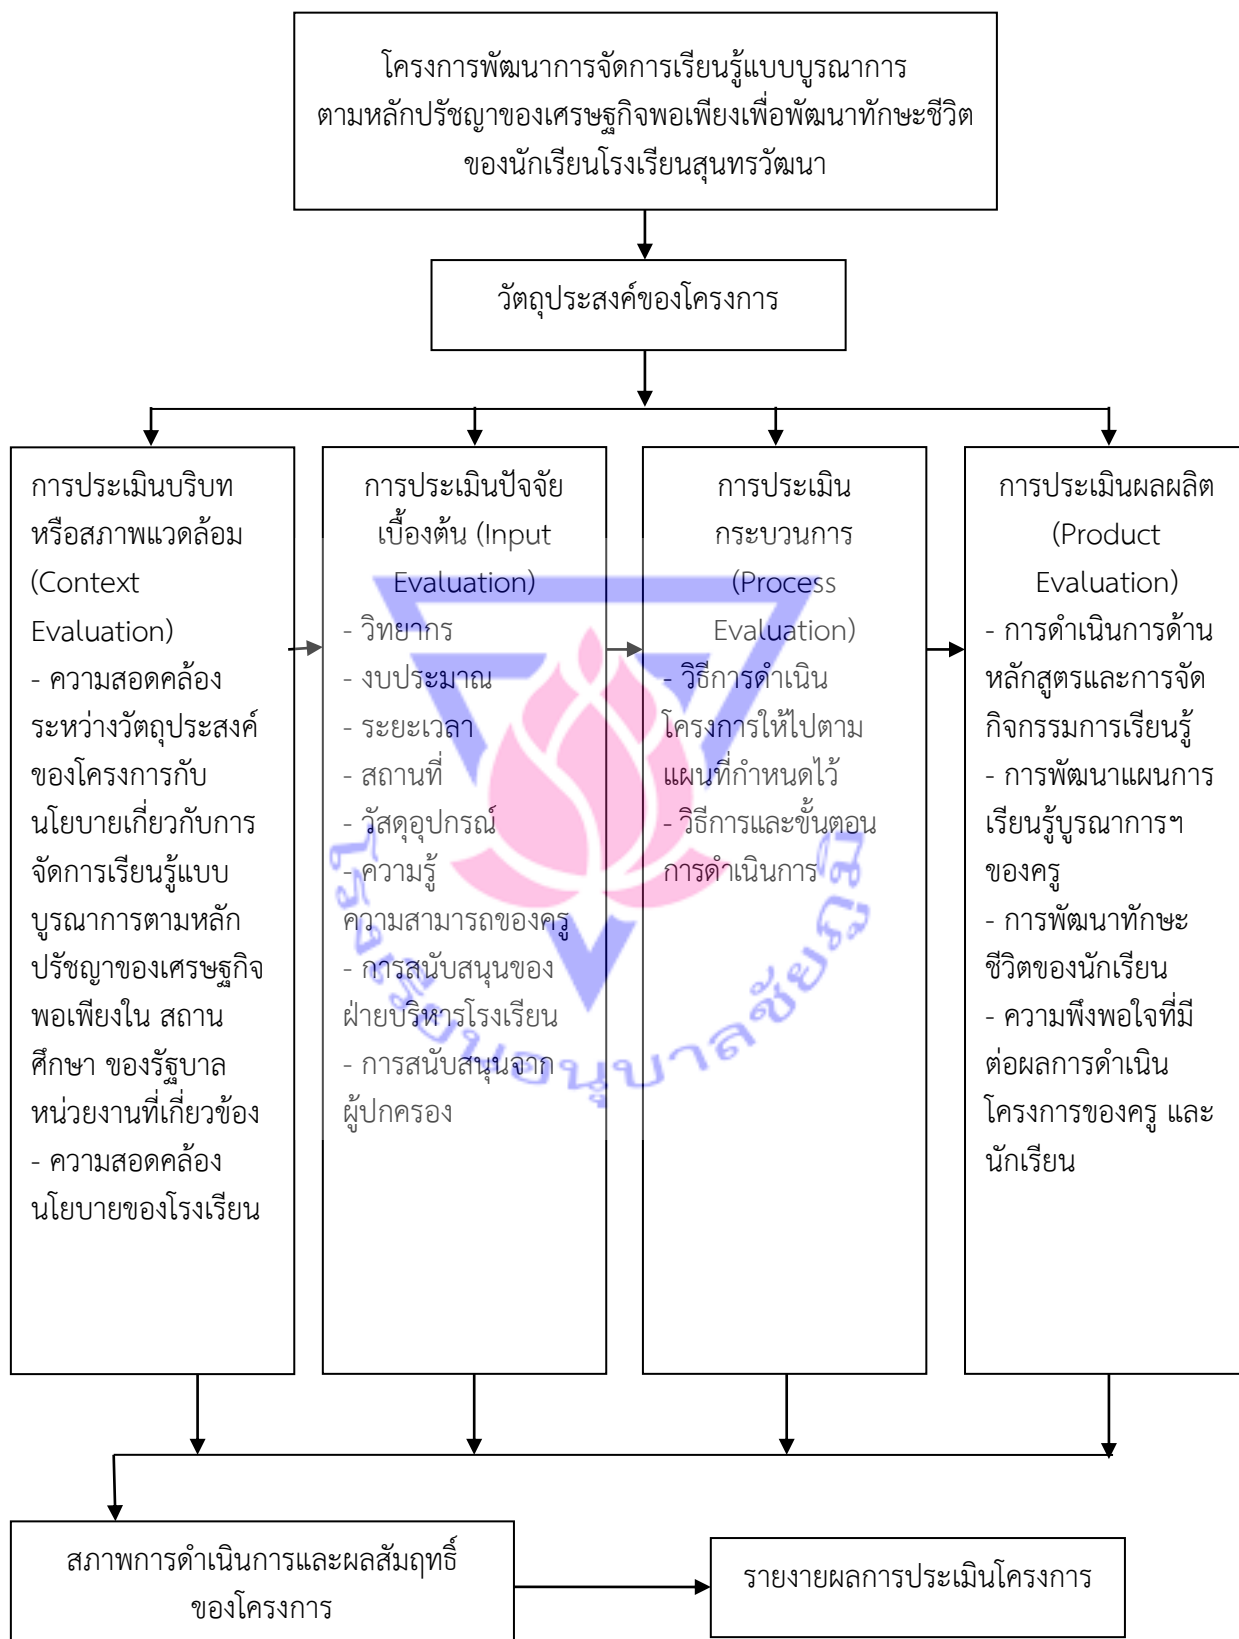 โครงการพัฒนาการจัดการเรียนรู้แบบบูรณาการ
ตามหลักปรัชญาของเศรษฐกิจพอเพียงเพื่อพัฒนาทักษะชีวิต
ของนักเรียนโรงเรียนสุนทรวัฒนา
วัตถุประสงค์ของโครงการ
การประเมินบริบท
หรือสภาพแวดล้อม
(Context
Evaluation)
- ความสอดคล้อง
ระหว่างวัตถุประสงค์
ของโครงการกับ
นโยบายเกี่ยวกับการ
จัดการเรียนรู้แบบ
บูรณาการตามหลัก
ปรัชญาของเศรษฐกิจ
พอเพียงใน สถาน
ศึกษา ของรัฐบาล
หน่วยงานที่เกี่ยวข้อง
- ความสอดคล้อง
นโยบายของโรงเรียน
การประเมินปัจจัย
เบื้องต้น (Input
Evaluation)
- วิทยากร
- งบประมาณ
- ระยะเวลา
- สถานที่
- วัสดุอุปกรณ์
- ความรู้
ความสามารถของครู
- การสนับสนุนของ
ฝ่ายบริหารโรงเรียน
- การสนับสนุนจาก
ผู้ปกครอง
การประเมิน
กระบวนการ
(Process
Evaluation)
- วิธีการดำเนิน
โครงการให้ไปตาม
แผนที่กำหนดไว้
- วิธีการและขั้นตอน
การดำเนินการ
การประเมินผลผลิต
(Product
Evaluation)
- การดำเนินการด้าน
หลักสูตรและการจัด
กิจกรรมการเรียนรู้
- การพัฒนาแผนการ
เรียนรู้บูรณาการฯ
ของครู
- การพัฒนาทักษะ
ชีวิตของนักเรียน
- ความพึงพอใจที่มี
ต่อผลการดำเนิน
โครงการของครู และ
นักเรียน
โรงเรียนอนุบาลชัยภูมิ
สภาพการดำเนินการและผลสัมฤทธิ์
ของโครงการ
รายงายผลการประเมินโครงการ